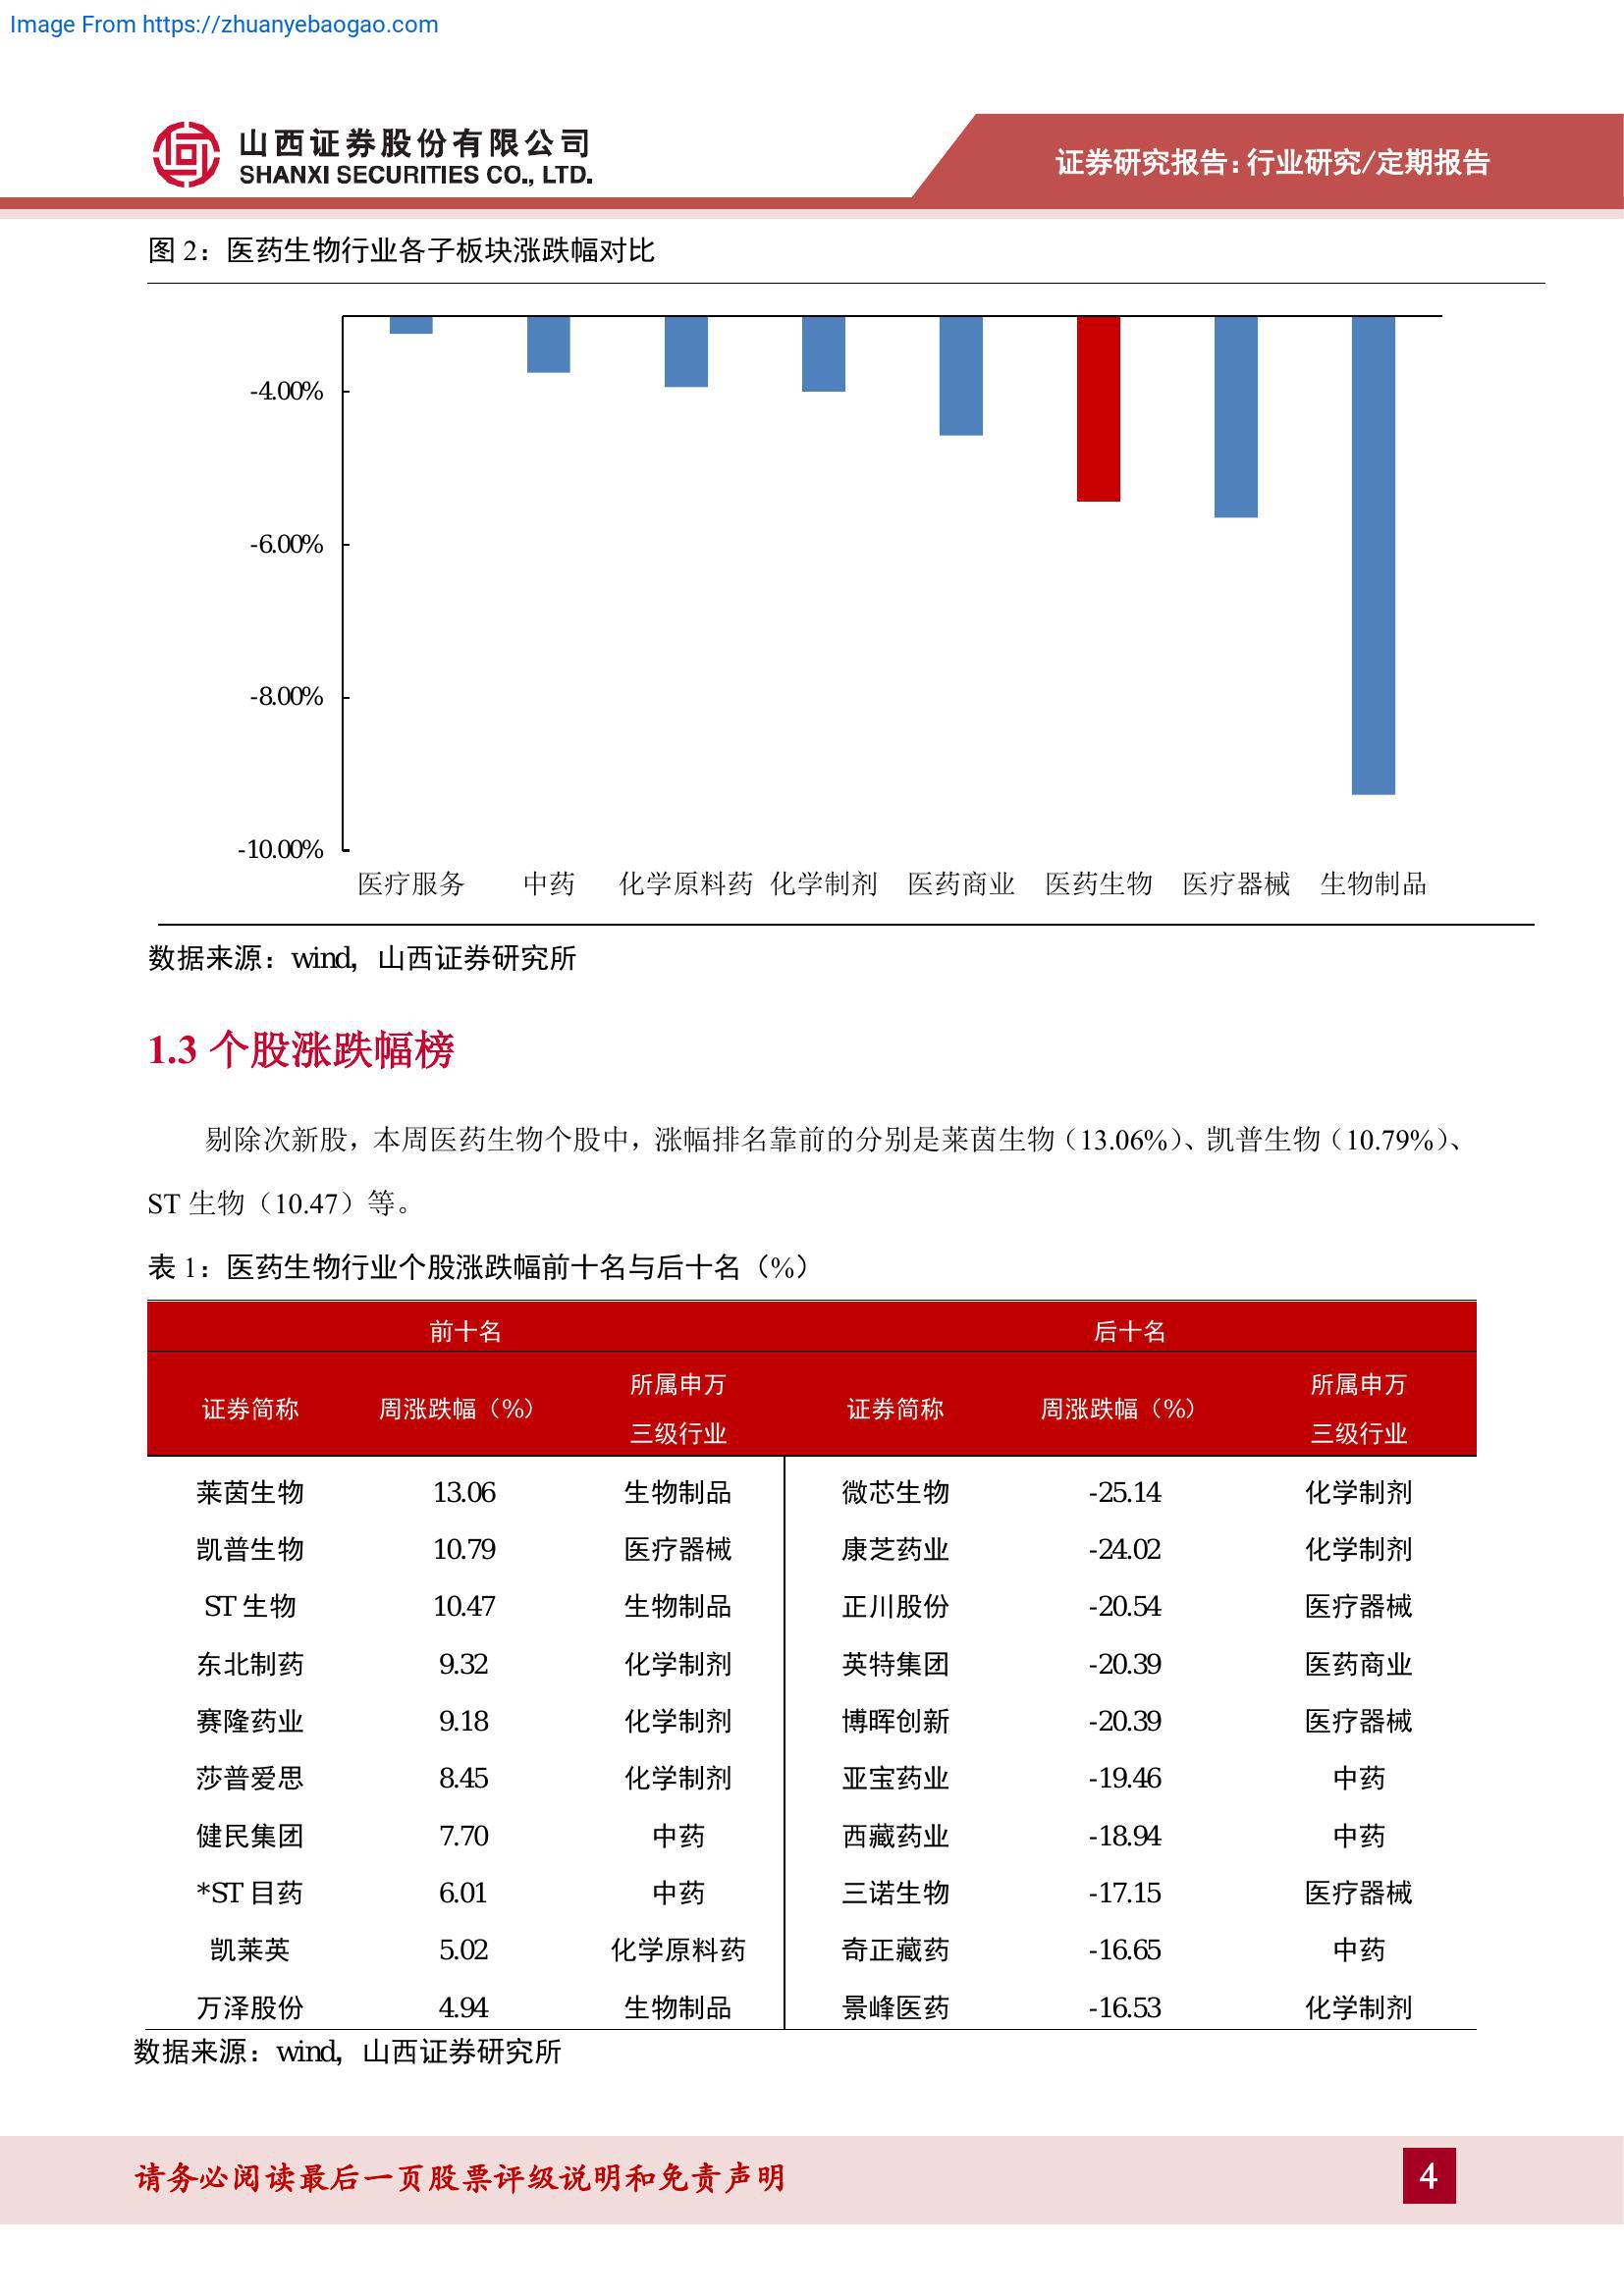 Image From https://zhuanyebaogao.com
山西证券股份有限公司
SHANXI SECURITIES CO., LTD.
证券研究报告：行业研究/定期报告
图 2：医药生物行业各子板块涨跌幅对比
-4.00%
-6.00%
-8.00%
-10.00%
医疗服务 中药 化学原料药 化学制剂 医药商业 医药生物 医疗器械 生物制品
数据来源：wind，山西证券研究所
1.3 个股涨跌幅榜
剔除次新股，本周医药生物个股中，涨幅排名靠前的分别是莱茵生物（13.06%）、凯普生物（10.79%）、
ST 生物（10.47）等。
表 1：医药生物行业个股涨跌幅前十名与后十名（%）
前十名 后十名
证券简称 周涨跌幅（%） 所属申万 证券简称 周涨跌幅（%） 所属申万
三级行业 三级行业
莱茵生物 13.06 生物制品 微芯生物 -25.14 化学制剂
凯普生物 10.79 医疗器械 康芝药业 -24.02 化学制剂
ST 生物 10.47 生物制品 正川股份 -20.54 医疗器械
东北制药 9.32 化学制剂 英特集团 -20.39 医药商业
赛隆药业 9.18 化学制剂 博晖创新 -20.39 医疗器械
莎普爱思 8.45 化学制剂 亚宝药业 -19.46 中药
健民集团 7.70 中药 西藏药业 -18.94 中药
*ST 目药 6.01 中药 三诺生物 -17.15 医疗器械
凯莱英 5.02 化学原料药 奇正藏药 -16.65 中药
万泽股份 4.94 生物制品 景峰医药 -16.53 化学制剂
数据来源：wind，山西证券研究所
请务必阅读最后一页股票评级说明和免责声明
4